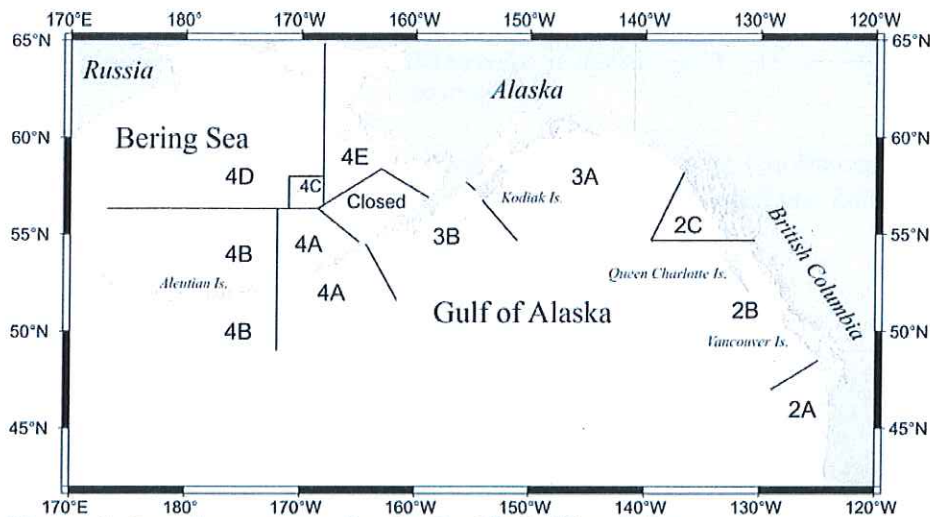 170°E 180° 170°W 160°W 150°W 140°W 130°W 120°W
65°N 65°N
Russia
Alaska
Bering Sea
60°N 60°N
4E
4D 4C 3A
Closed Kodiak Is.
55°N 55°N
4B 4A 3B 2C
British Columbia
Queen Charlotte Is.
Aleutian Is. 4A
Gulf of Alaska 2B
50°N 4B 50°N
Vancouver Is.
2A
45°N 45°N
170°E 180° 170°W 160°W 150°W 140°W 130°W 120°W